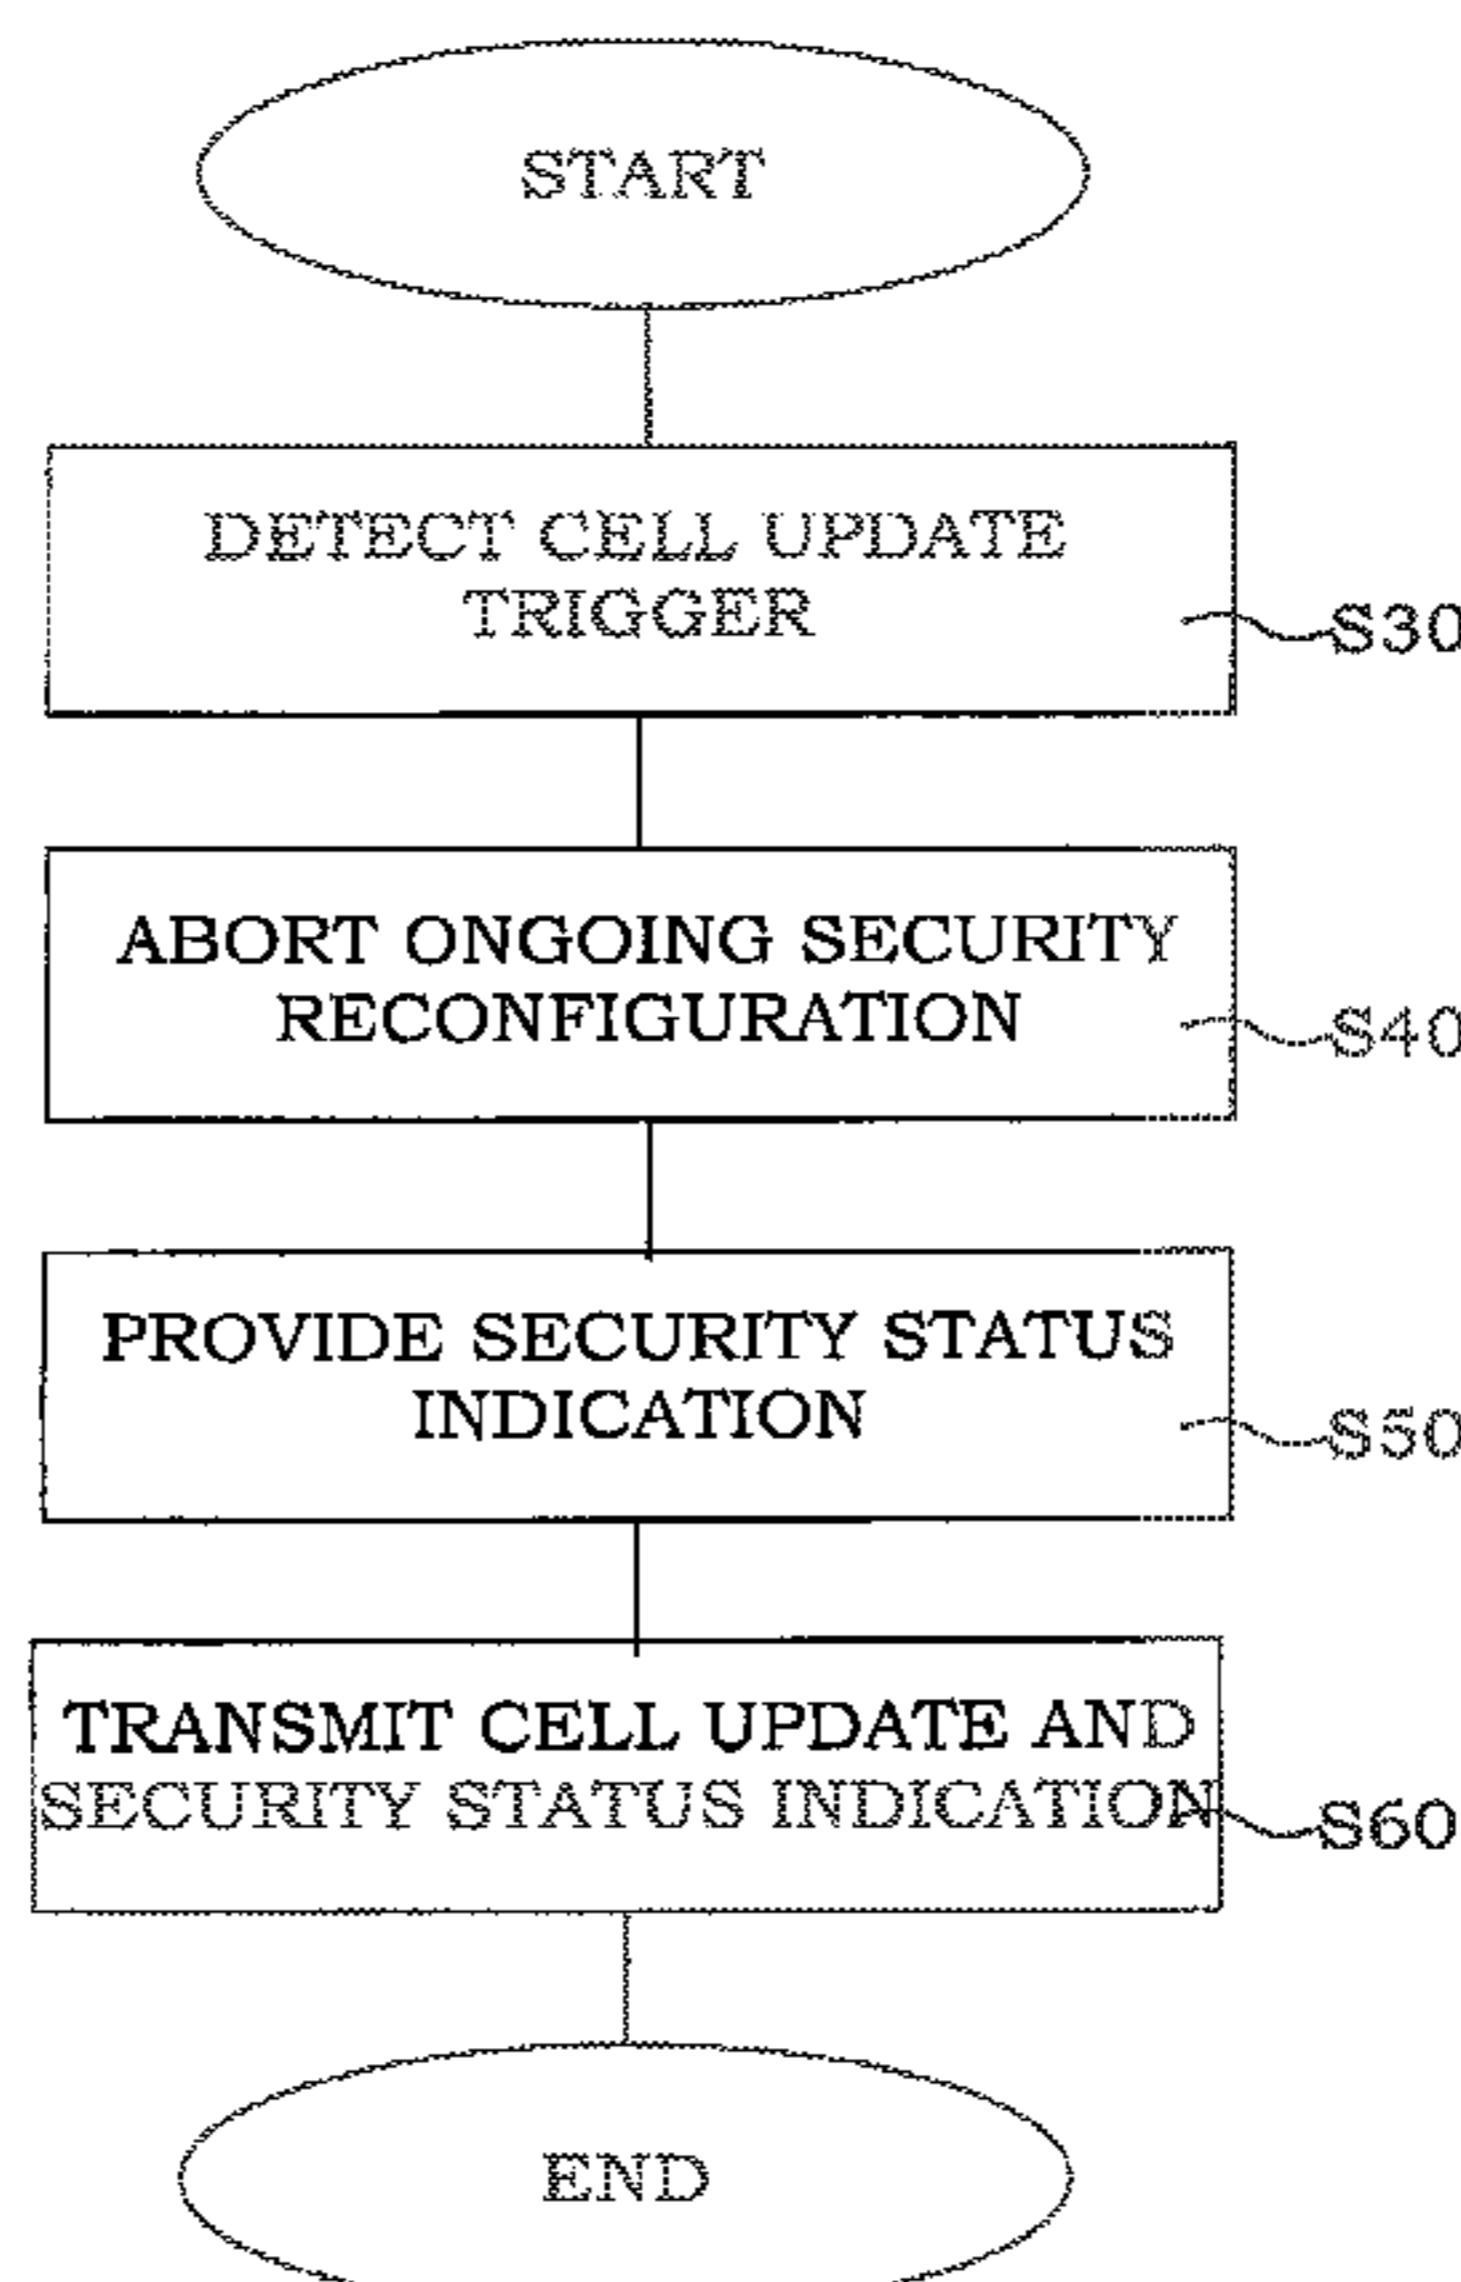 START
DETECT CELL UPDATE
TRIGGER
S30
ABORT ONGOING SECURITY
RECONFIGURATION
S40
PROVIDE SECURITY STATUS
INDICATION
S50
TRANSMIT CELL UPDATE AND
SECURITY STATUS INDICATION
S60
END